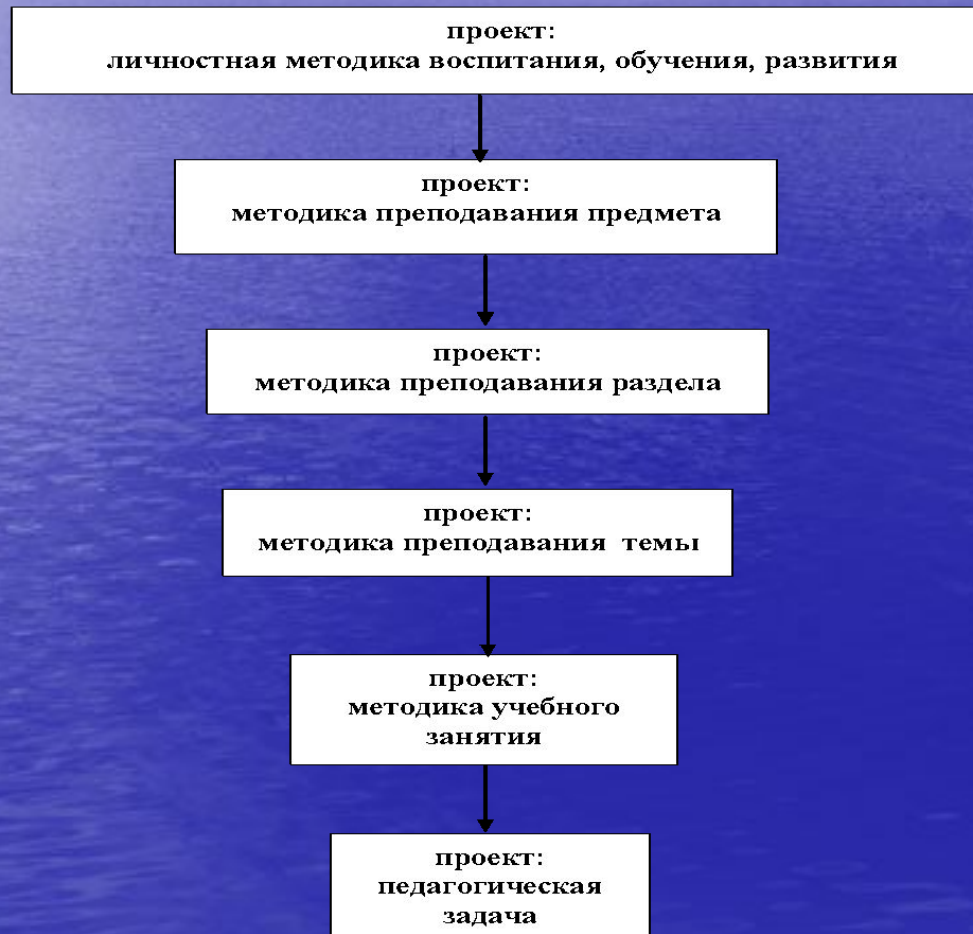 проект:
личностная методика воспитания, обучения, развития
проект:
методика преподавания предмета
проект:
методика преподавания раздела
проект:
методика преподавания темы
проект:
методика учебного
занятия
проект:
педагогическая
задача